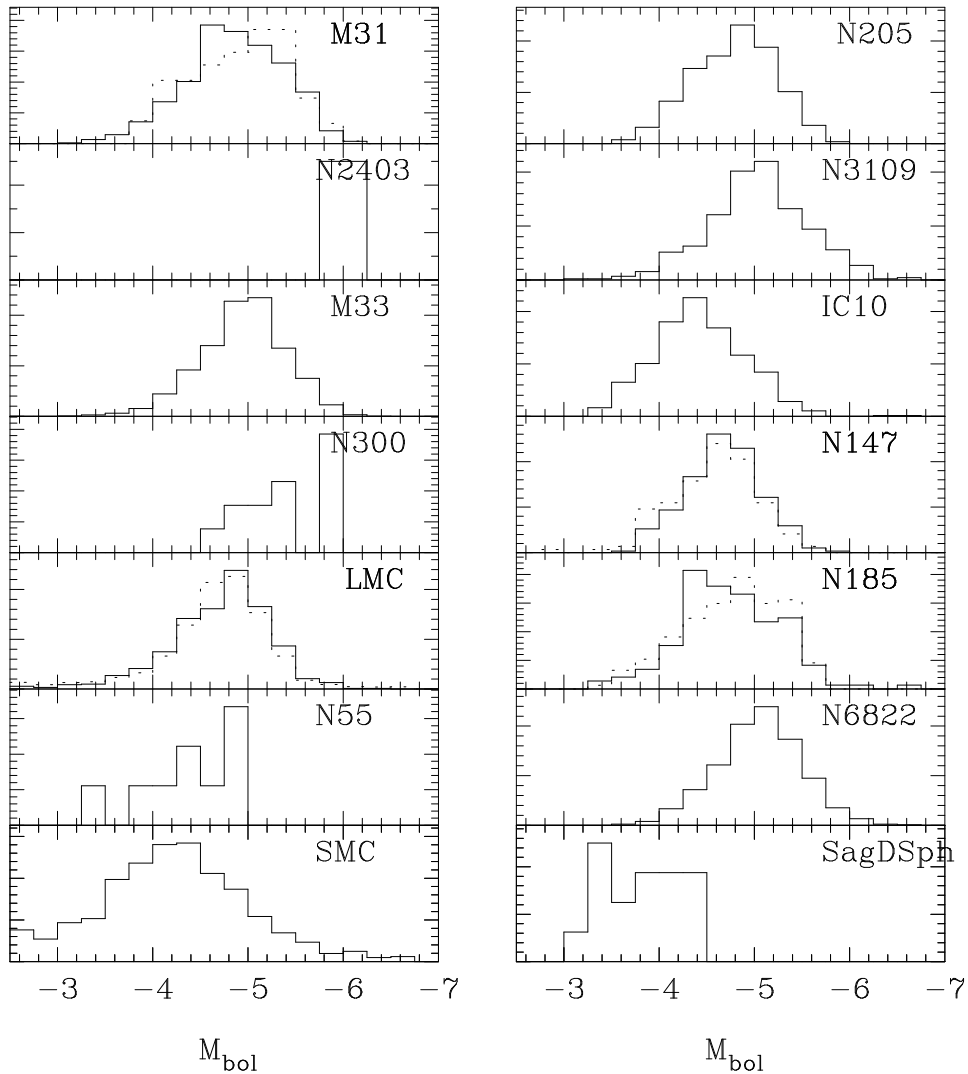 M31
N2403
M33
N300
LMC
N55
SMC
−3 −4 −5 −6 −7
M_bol
N205
N3109
IC10
N147
N185
N6822
SagDSph
−3 −4 −5 −6 −7
M_bol